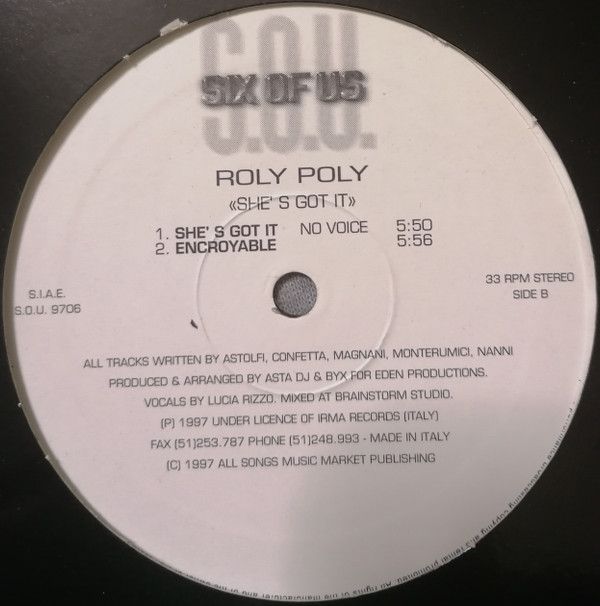 S.O.U.
SIX OF US
ROLY POLY
«SHE' S GOT IT»
1. SHE' S GOT IT NO VOICE 5:50
2. ENCROYABLE 5:56
S.I.A.E.
S.O.U. 9706
33 RPM STEREO
SIDE B
ALL TRACKS WRITTEN BY ASTOLFI, CONFETTA, MAGNANI, MONTERUMICI, NANNI
PRODUCED & ARRANGED BY ASTA DJ & BYX FOR EDEN PRODUCTIONS.
VOCALS BY LUCIA RIZZO. MIXED AT BRAINSTORM STUDIO.
(P) 1997 UNDER LICENCE OF IRMA RECORDS (ITALY)
FAX (51)253.787 PHONE (51)248.993 - MADE IN ITALY
(C) 1997 ALL SONGS MUSIC MARKET PUBLISHING